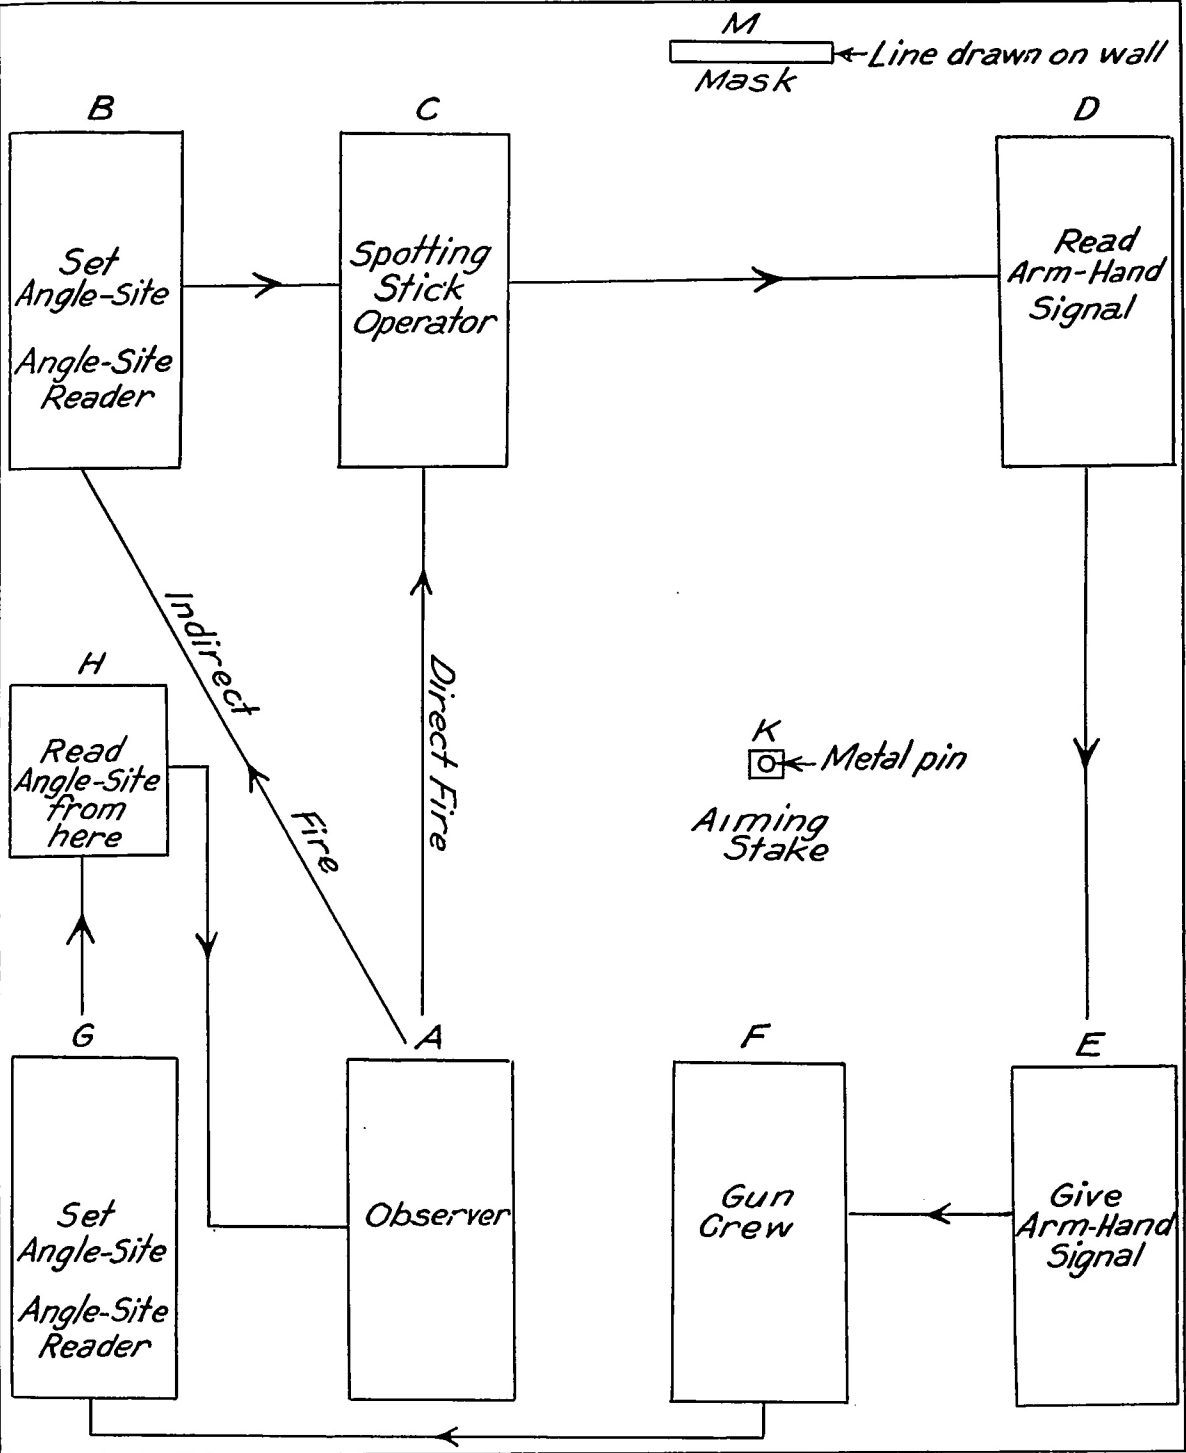 M
Line drawn on wall
Mask
B
C
D
Set
Angle-Site
Angle-Site
Reader
Spotting
Stick
Operator
Read
Arm-Hand
Signal
Indirect
Fire
Direct Fire
H
Read
Angle-Site
from
here
K
Metal pin
Aiming
Stake
G
A
F
E
Set
Angle-Site
Angle-Site
Reader
Observer
Gun
Crew
Give
Arm-Hand
Signal